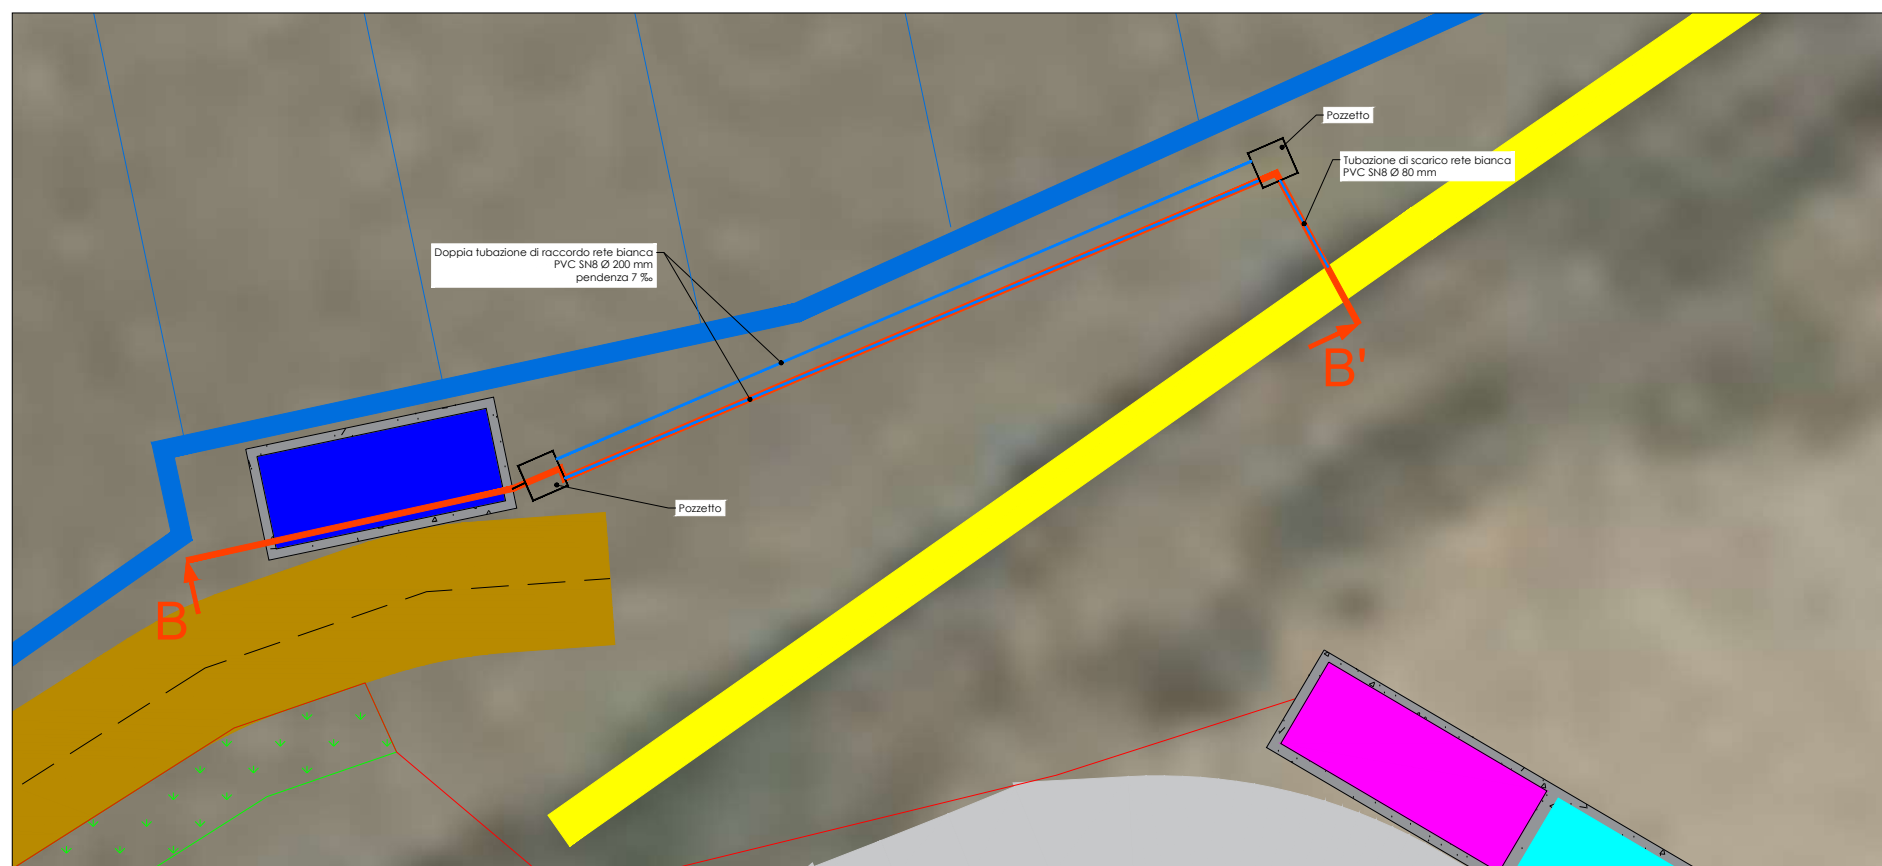 Pozzetto
Tubazione di scarico rete bianca
PVC SN8 Ø 80 mm
Doppia tubazione di raccordo rete bianca
PVC SN8 Ø 200 mm
pendenza 7 ‰
B'
Pozzetto
B